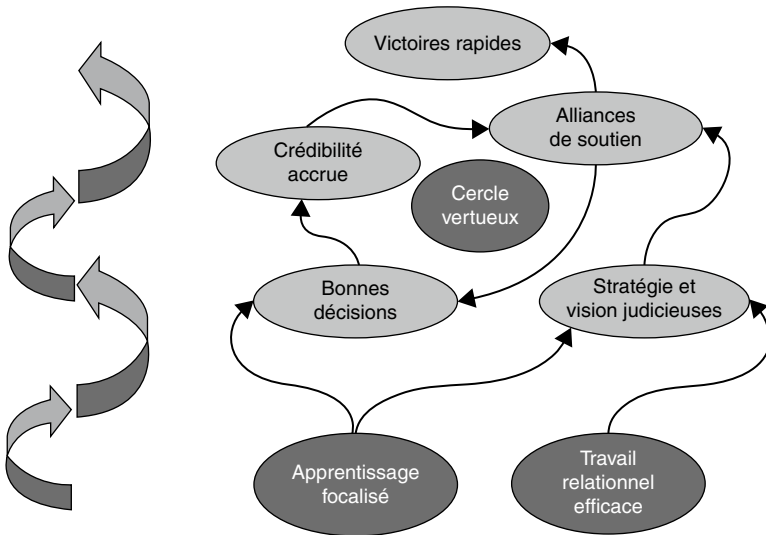 Victoires rapides
Alliances
de soutien
Crédibilité
accrue
Cercle
vertueux
Bonnes
décisions
Stratégie et
vision judicieuses
Apprentissage
focalisé
Travail
relationnel
efficace